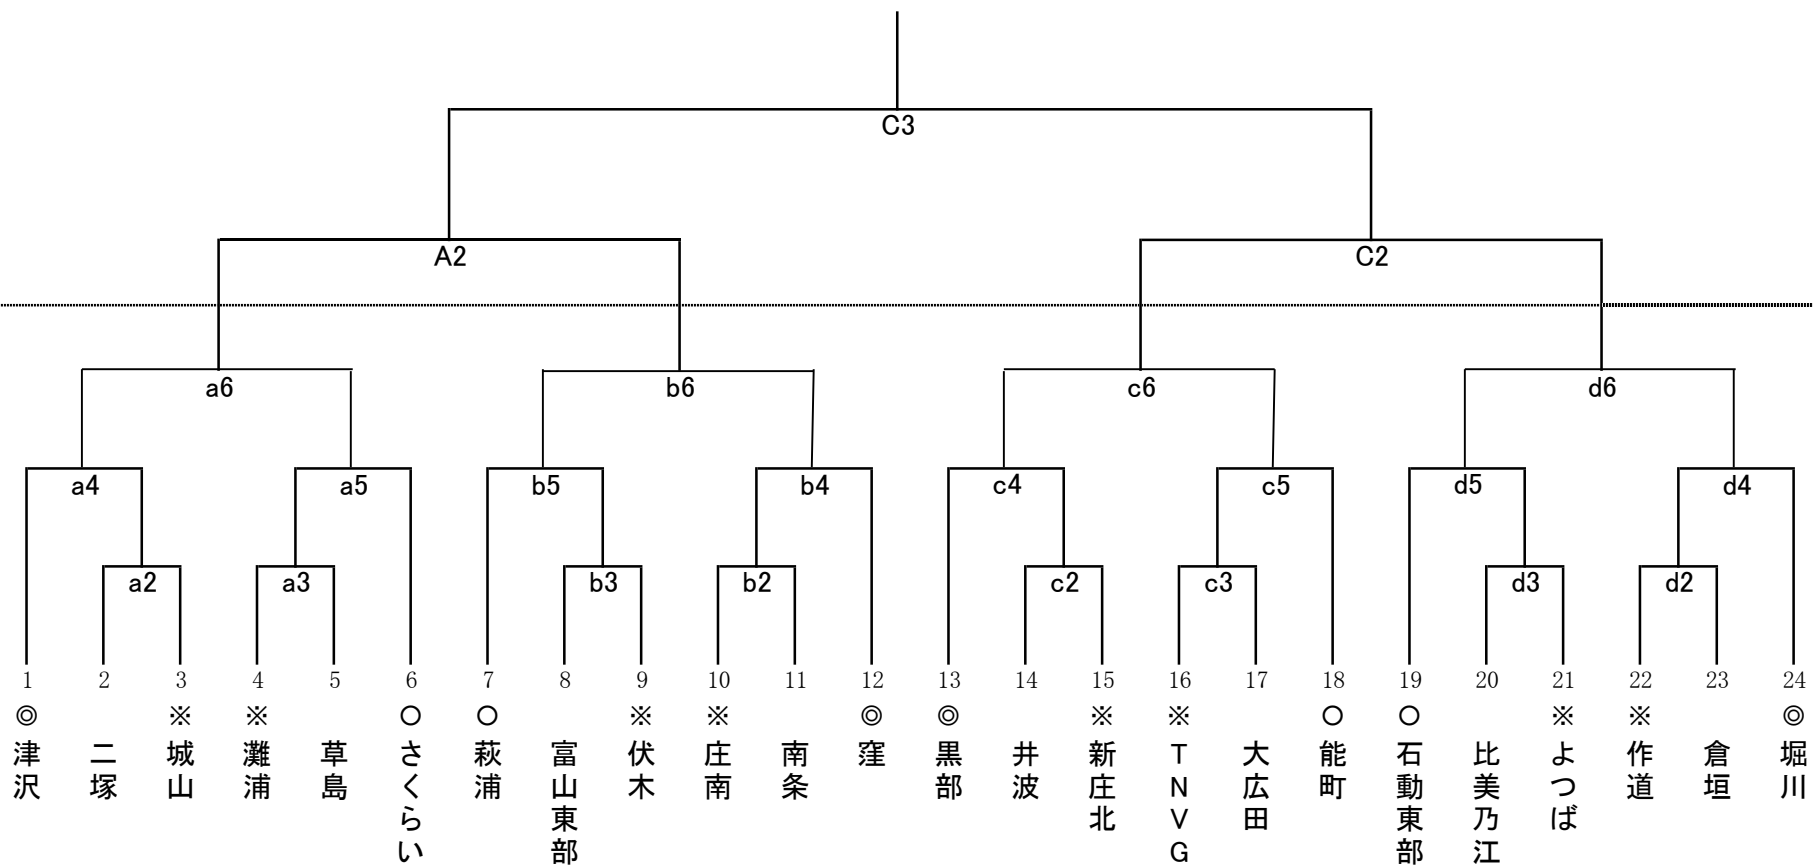 C3
A2
C2
a6
b6
c6
d6
a4
a5
b5
b4
c4
c5
d5
d4
a2
a3
b3
b2
c2
c3
d3
d2
1
2
3
4
5
6
7
8
9
10
11
12
13
14
15
16
17
18
19
20
21
22
23
24
◎
※
※
○
○
※
※
◎
◎
※
※
○
○
※
※
◎
津沢
二塚
城山
灘浦
草島
さくらい
萩浦
富山東部
伏木
庄南
南条
窪
黒部
井波
新庄北
TNVG
大広田
能町
石動東部
比美乃江
よつば
作道
倉垣
堀川